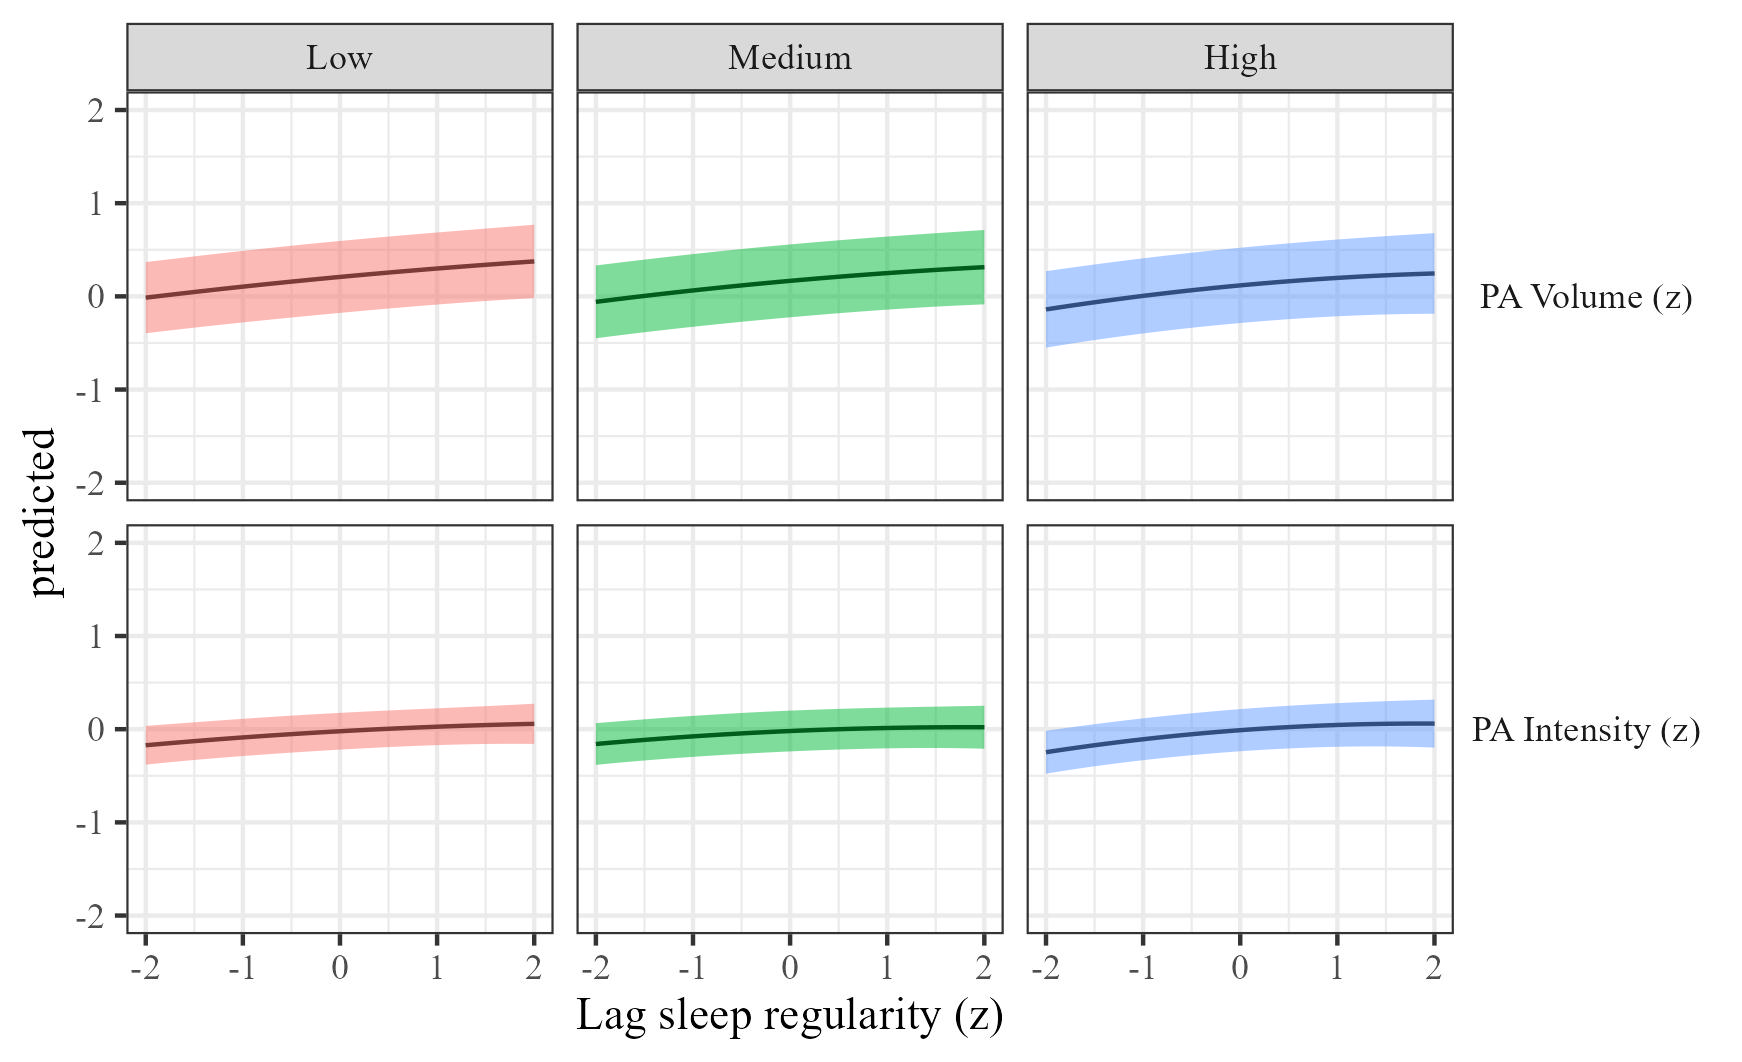 Low Medium High
2
1
0
-1
-2
PA Volume (z)
predicted
2
1
0
-1
-2
PA Intensity (z)
-2 -1 0 1 2 -2 -1 0 1 2 -2 -1 0 1 2
Lag sleep regularity (z)